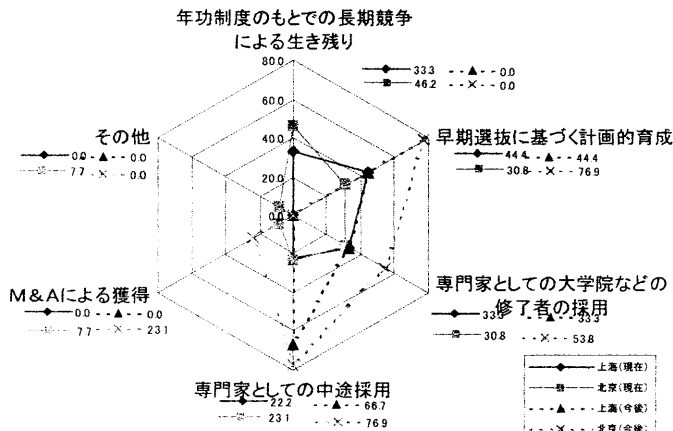 年功制度のもとでの長期競争
による生き残り
80.0
33.3 0.0
46.2 0.0
60.0
40.0
20.0
0.0
その他
0.0 0.0
7.7 0.0
早期選抜に基づく計画的育成
44.4 44.4
30.8 76.9
M&Aによる獲得
0.0 0.0
7.7 23.1
専門家としての大学院などの
修了者の採用
33.3
30.8 53.8
専門家としての中途採用
22.2 66.7
23.1 76.9
上海(現在)
北京(現在)
上海(今後)
北京(今後)